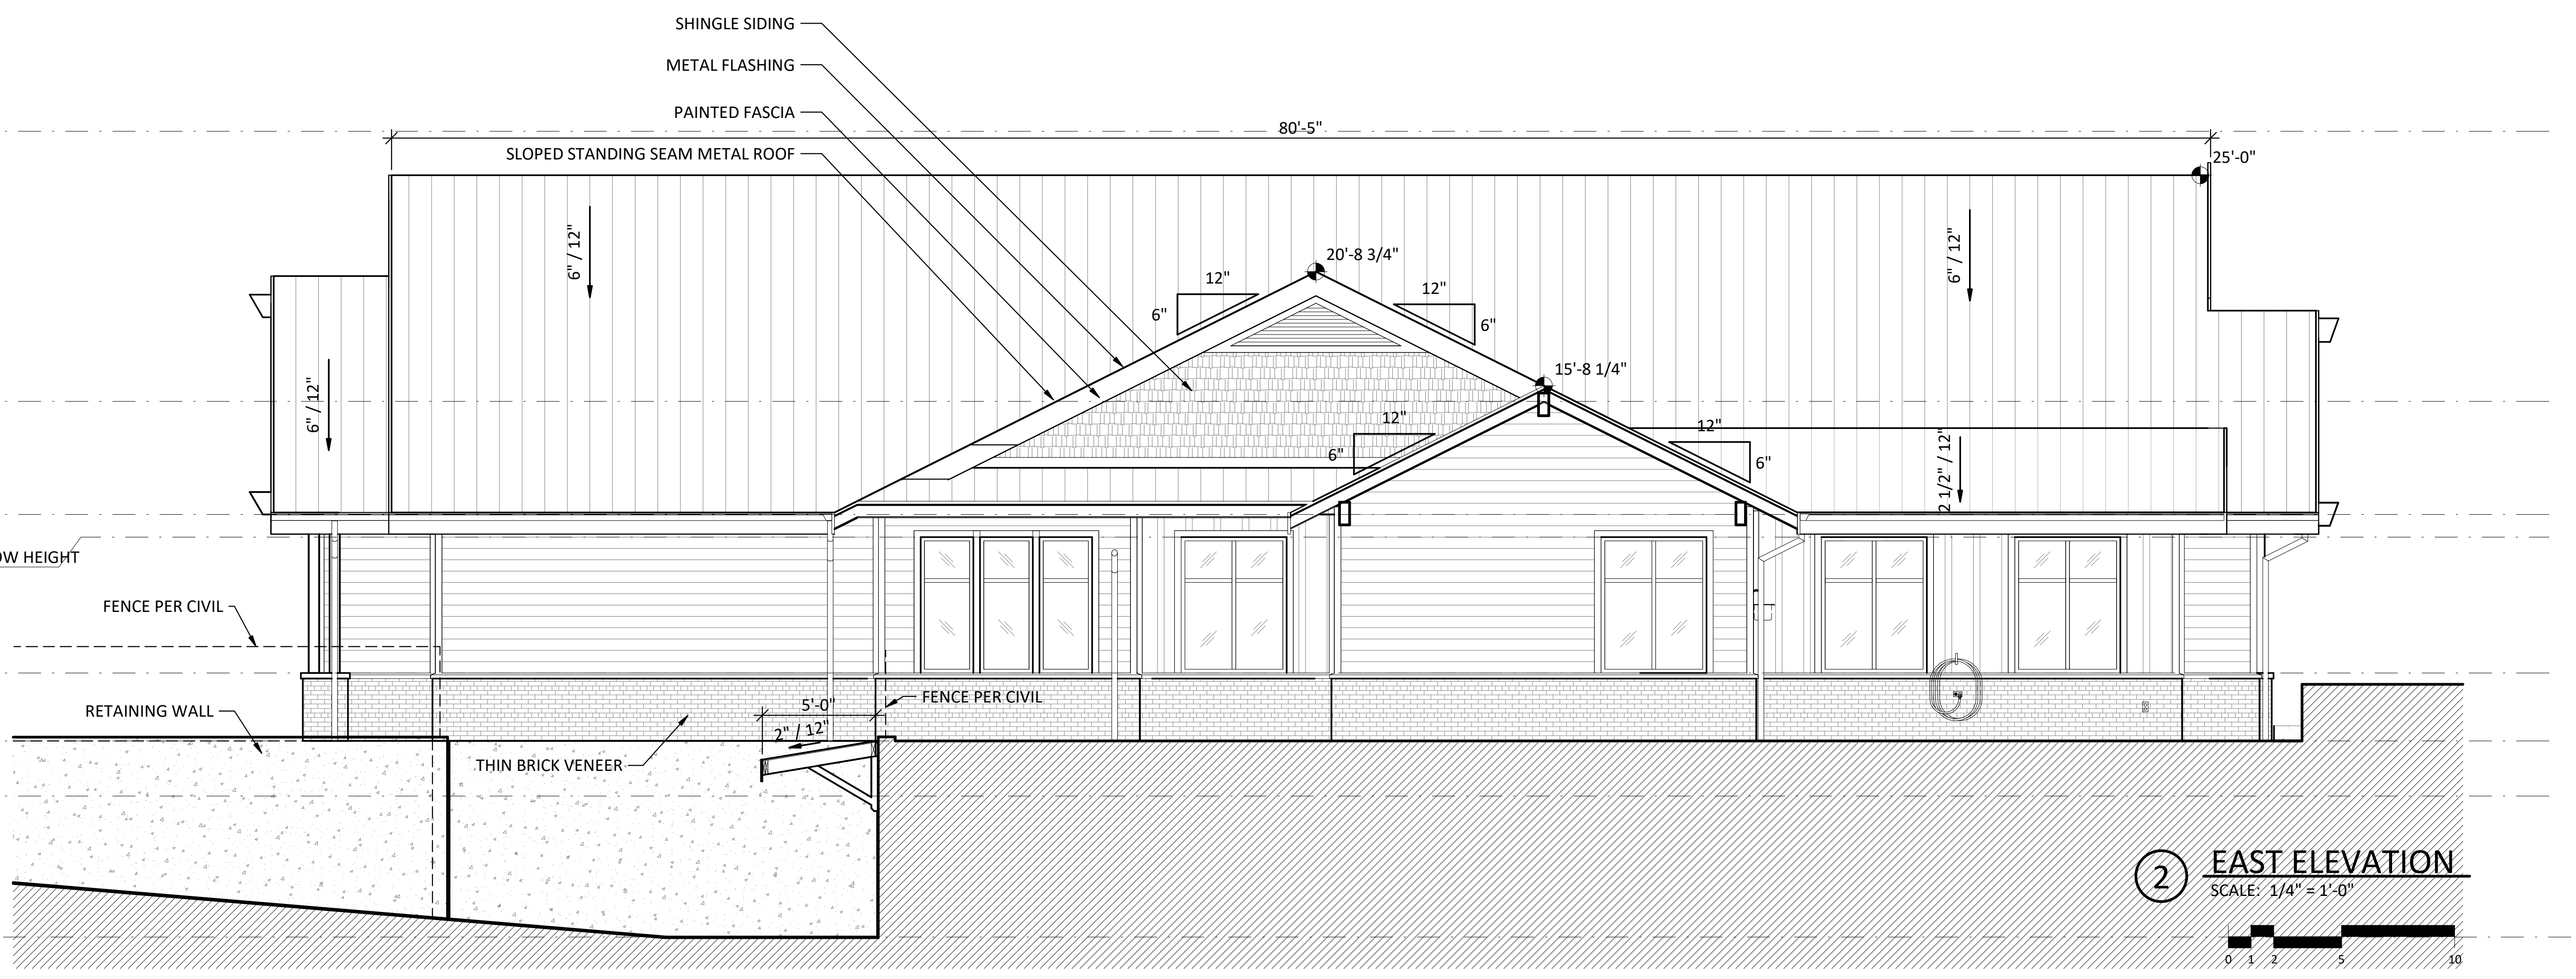 SHINGLE SIDING
METAL FLASHING
PAINTED FASCIA
80'-5"
SLOPED STANDING SEAM METAL ROOF
25'-0"
6" / 12"
6" / 12"
20'-8 3/4"
12"
12"
6"
6"
15'-8 1/4"
6" / 12"
12"
12"
6"
6"
2 1/2" / 12"
OW HEIGHT
FENCE PER CIVIL
FENCE PER CIVIL
5'-0"
RETAINING WALL
2" / 12"
THIN BRICK VENEER
2
EAST ELEVATION
SCALE: 1/4" = 1'-0"
0 1 2 5 10